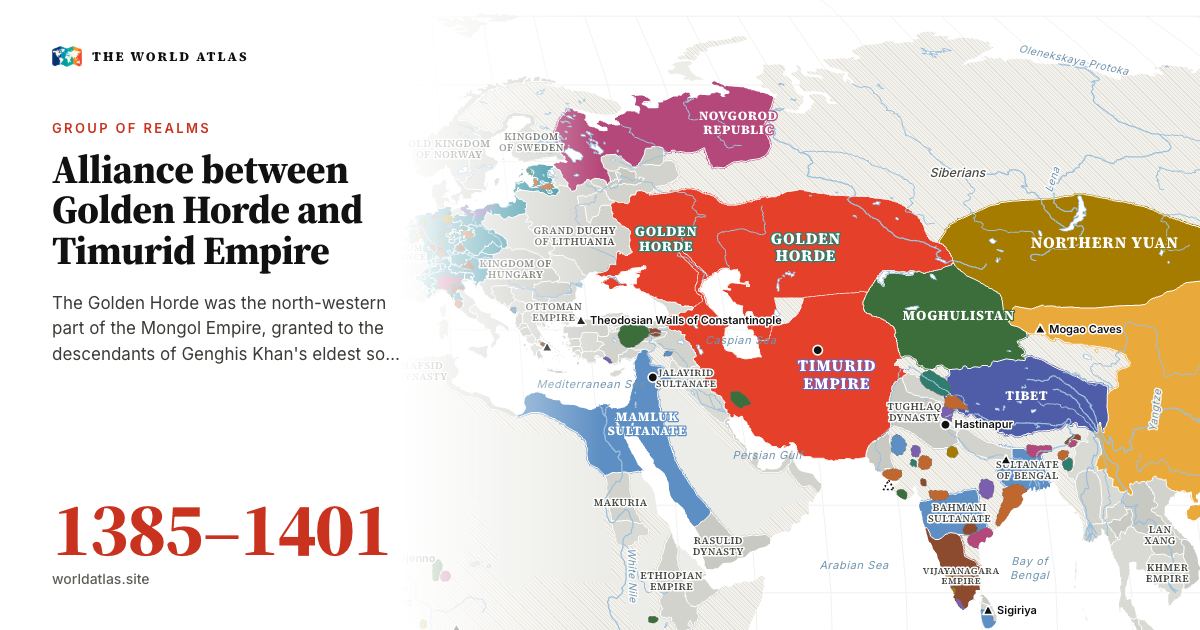 THE WORLD ATLAS
GROUP OF REALMS
Alliance between
Golden Horde and
Timurid Empire
The Golden Horde was the north-western
part of the Mongol Empire, granted to the
descendants of Genghis Khan's eldest so...
1385–1401
worldatlas.site
Olenekskaya Protoka
NOVGOROD
REPUBLIC
KINGDOM
OF SWEDEN
OLD KINGDOM
OF NORWAY
Siberians
Lena
GRAND DUCHY
OF LITHUANIA
GOLDEN
HORDE
GOLDEN
HORDE
NORTHERN YUAN
KINGDOM OF
HUNGARY
OTTOMAN
EMPIRE
Theodosian Walls of Constantinople
MOGHULISTAN
Mogao Caves
Caspian Sea
TIMURID
EMPIRE
JALAYIRID
SULTANATE
Mediterranean S
HAFSID
DYNASTY
TIBET
Yangtze
MAMLUK
SULTANATE
TUGHLAQ
DYNASTY
Hastinapur
Persian Gulf
SULTANATE
OF BENGAL
MAKURIA
BAHMANI
SULTANATE
RASULID
DYNASTY
LAN
XANG
White Nile
ETHIOPIAN
EMPIRE
Arabian Sea
VIJAYANAGARA
EMPIRE
Bay of
Bengal
KHMER
EMPIRE
Sigiriya